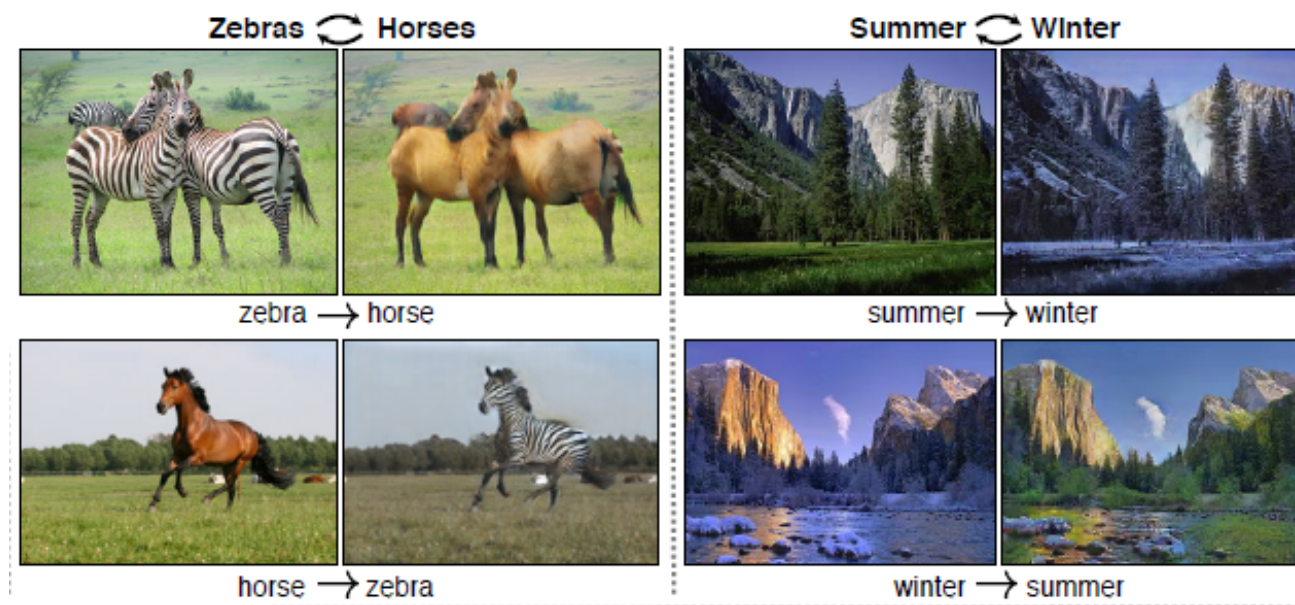 Zebras Horses
zebra → horse
horse → zebra
Summer WInter
summer → winter
winter → summer